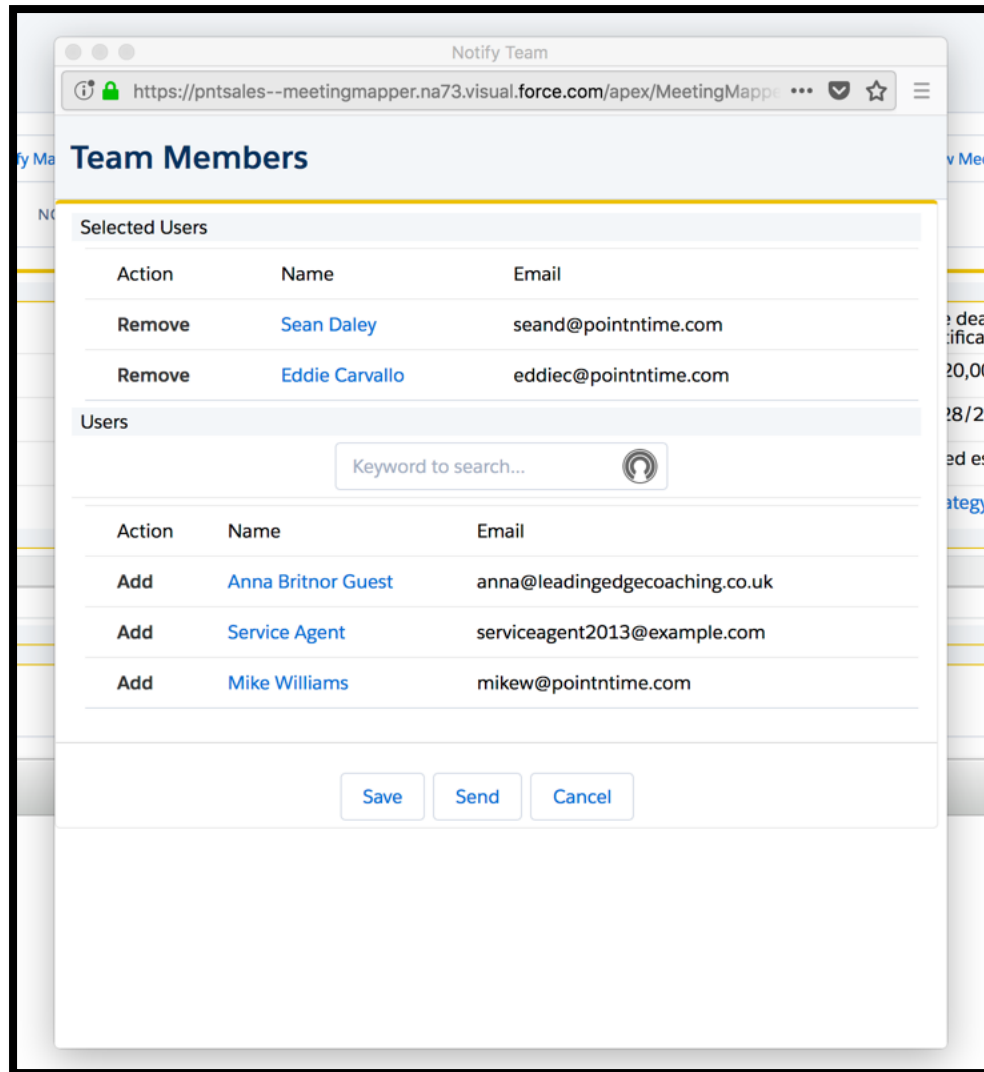 Notify Team
https://pntsales--meetingmapper.na73.visual.force.com/apex/MeetingMappe
Team Members
fy Ma
Selected Users
Action Name Email
Remove Sean Daley seand@pointntime.com
Remove Eddie Carvallo eddiec@pointntime.com
Users
Keyword to search...
Action Name Email
Add Anna Britnor Guest anna@leadingedgecoaching.co.uk
Add Service Agent serviceagent2013@example.com
Add Mike Williams mikew@pointntime.com
Save Send Cancel